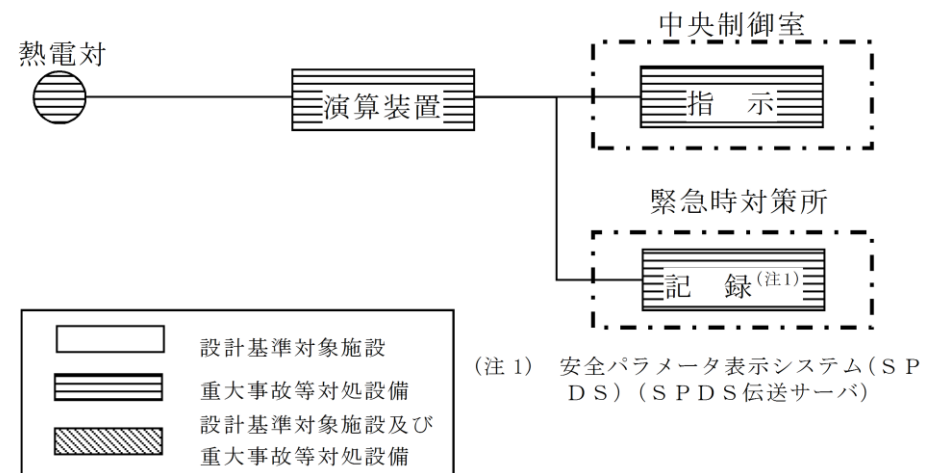 中央制御室
熱電対
演算装置
指 示
緊急時対策所
記 録(注1)
設計基準対象施設
重大事故等対処設備
設計基準対象施設及び
重大事故等対処設備
(注1) 安全パラメータ表示システム(SP
DS)(SPDS伝送サーバ)